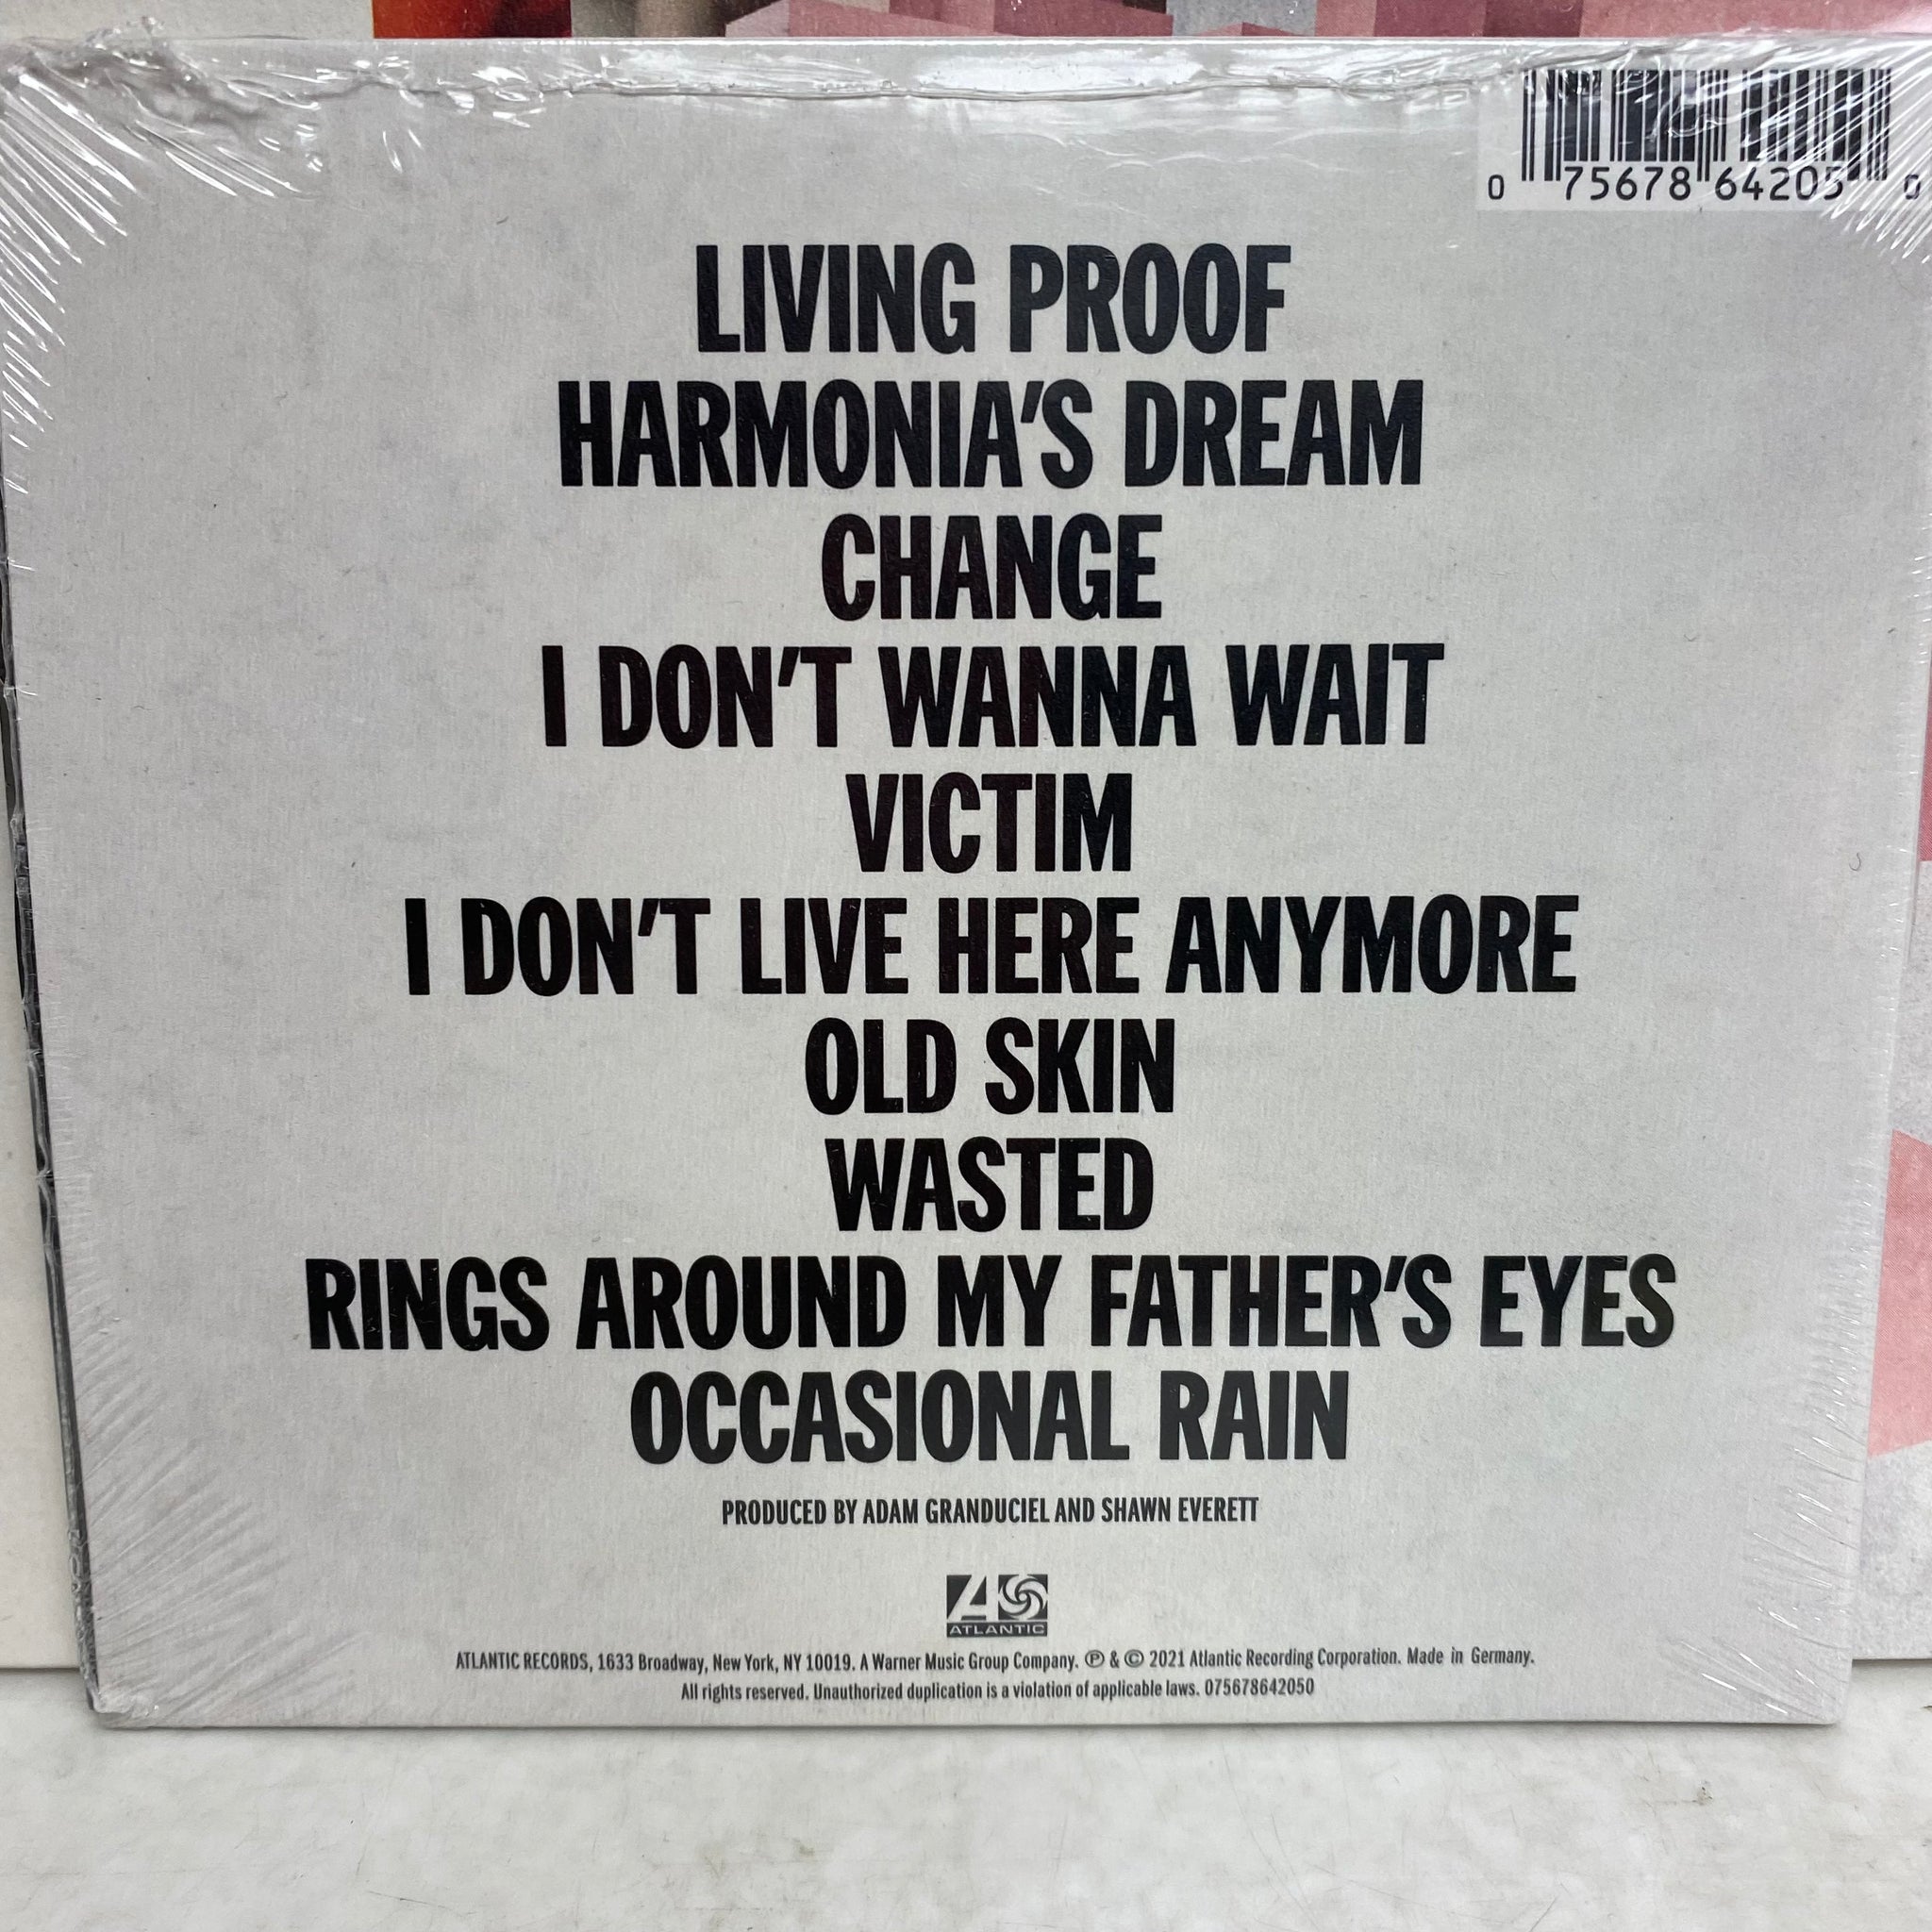 0 75678 64205 0
LIVING PROOF
HARMONIA'S DREAM
CHANGE
I DON'T WANNA WAIT
VICTIM
I DON'T LIVE HERE ANYMORE
OLD SKIN
WASTED
RINGS AROUND MY FATHER'S EYES
OCCASIONAL RAIN
PRODUCED BY ADAM GRANDUCIEL AND SHAWN EVERETT
ATLANTIC
ATLANTIC RECORDS, 1633 Broadway, New York, NY 10019. A Warner Music Group Company. ℗ & © 2021 Atlantic Recording Corporation. Made in Germany.
All rights reserved. Unauthorized duplication is a violation of applicable laws. 075678642050